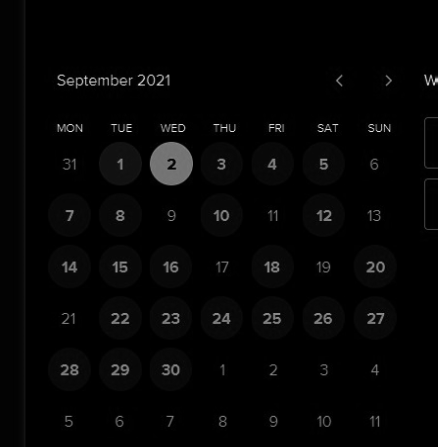 September 2021 < > W
MON TUE WED THU FRI SAT SUN
31 1 2 3 4 5 6
7 8 9 10 11 12 13
14 15 16 17 18 19 20
21 22 23 24 25 26 27
28 29 30 1 2 3 4
5 6 7 8 9 10 11